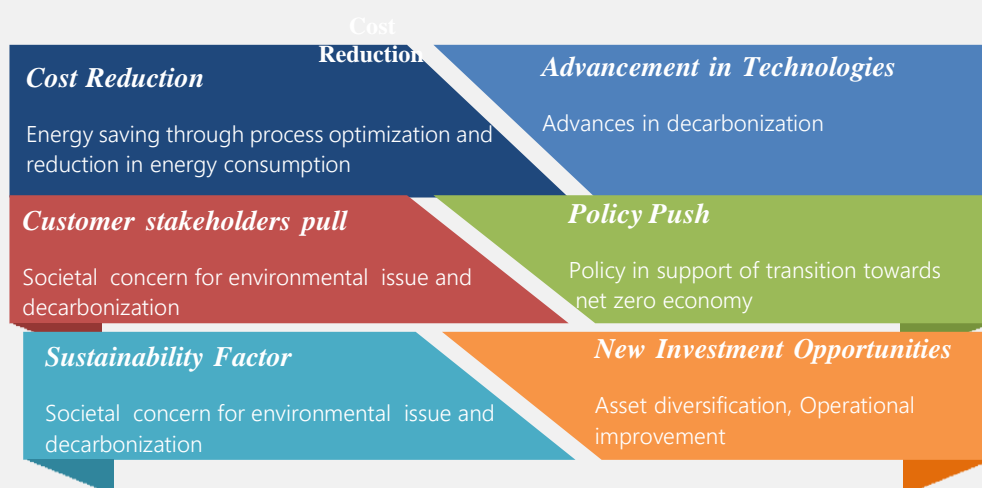 Cost
Reduction
Cost Reduction
Energy saving through process optimization and
reduction in energy consumption
Advancement in Technologies
Advances in decarbonization
Customer stakeholders pull
Societal concern for environmental issue and
decarbonization
Policy Push
Policy in support of transition towards
net zero economy
Sustainability Factor
Societal concern for environmental issue and
decarbonization
New Investment Opportunities
Asset diversification, Operational
improvement